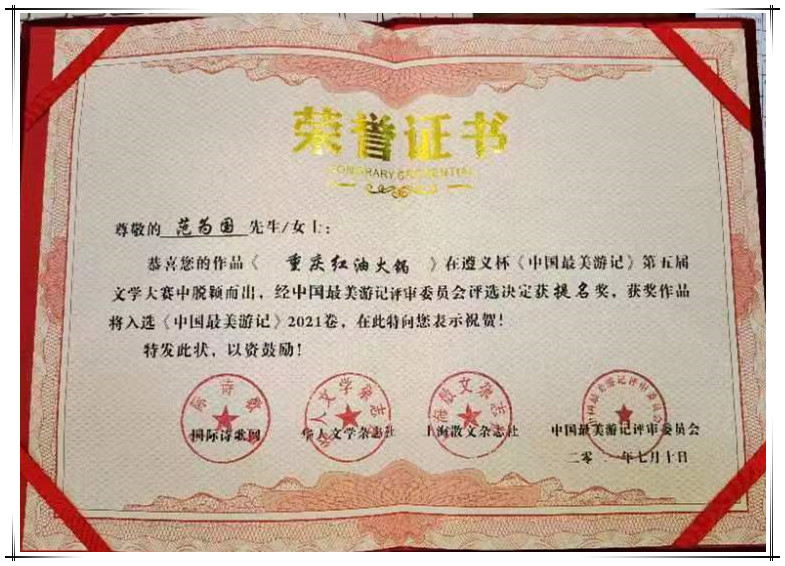 荣誉证书
HONORARY CREDENTIAL
尊敬的 范为国 先生/女士：
恭喜您的作品《 重庆红油火锅 》在遵义杯《中国最美游记》第五届
文学大赛中脱颖而出，经中国最美游记评审委员会评选决定获提名奖，获奖作品
将入选《中国最美游记》2021卷，在此特向您表示祝贺！
特发此状，以资鼓励！
国际诗歌网 华人文学杂志社 上海散文杂志社 中国最美游记评审委员会
二零 一年七月十日